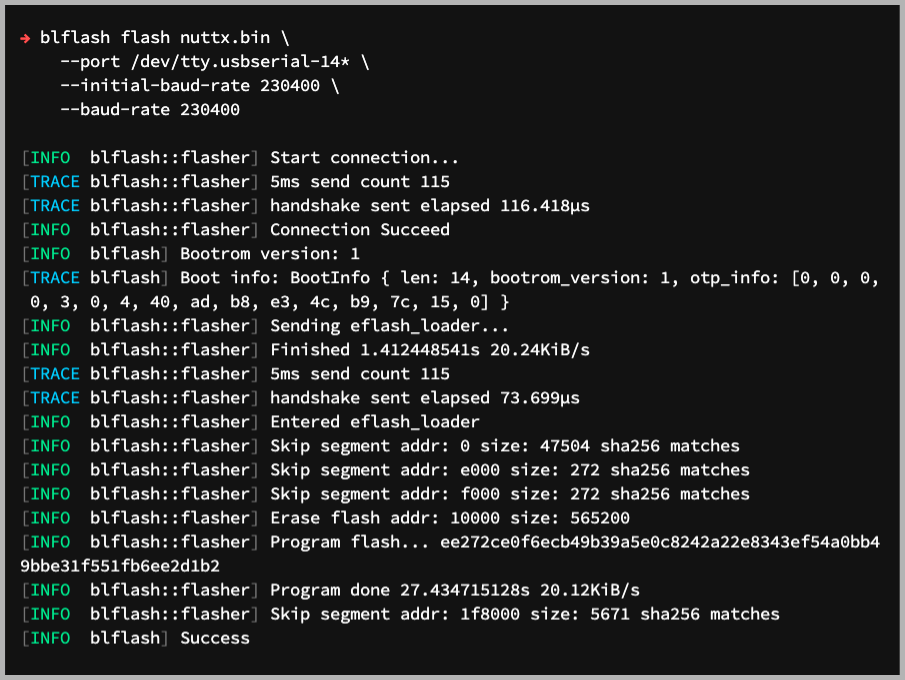 ➜ blflash flash nuttx.bin \
--port /dev/tty.usbserial-14* \
--initial-baud-rate 230400 \
--baud-rate 230400
[INFO  blflash::flasher] Start connection...
[TRACE blflash::flasher] 5ms send count 115
[TRACE blflash::flasher] handshake sent elapsed 116.418µs
[INFO  blflash::flasher] Connection Succeed
[INFO  blflash] Bootrom version: 1
[TRACE blflash] Boot info: BootInfo { len: 14, bootrom_version: 1, otp_info: [0, 0, 0,
0, 3, 0, 4, 40, ad, b8, e3, 4c, b9, 7c, 15, 0] }
[INFO  blflash::flasher] Sending eflash_loader...
[INFO  blflash::flasher] Finished 1.412448541s 20.24KiB/s
[TRACE blflash::flasher] 5ms send count 115
[TRACE blflash::flasher] handshake sent elapsed 73.699µs
[INFO  blflash::flasher] Entered eflash_loader
[INFO  blflash::flasher] Skip segment addr: 0 size: 47504 sha256 matches
[INFO  blflash::flasher] Skip segment addr: e000 size: 272 sha256 matches
[INFO  blflash::flasher] Skip segment addr: f000 size: 272 sha256 matches
[INFO  blflash::flasher] Erase flash addr: 10000 size: 565200
[INFO  blflash::flasher] Program flash... ee272ce0f6ecb49b39a5e0c8242a22e8343ef54a0bb4
9bbe31f551fb6ee2d1b2
[INFO  blflash::flasher] Program done 27.434715128s 20.12KiB/s
[INFO  blflash::flasher] Skip segment addr: 1f8000 size: 5671 sha256 matches
[INFO  blflash] Success